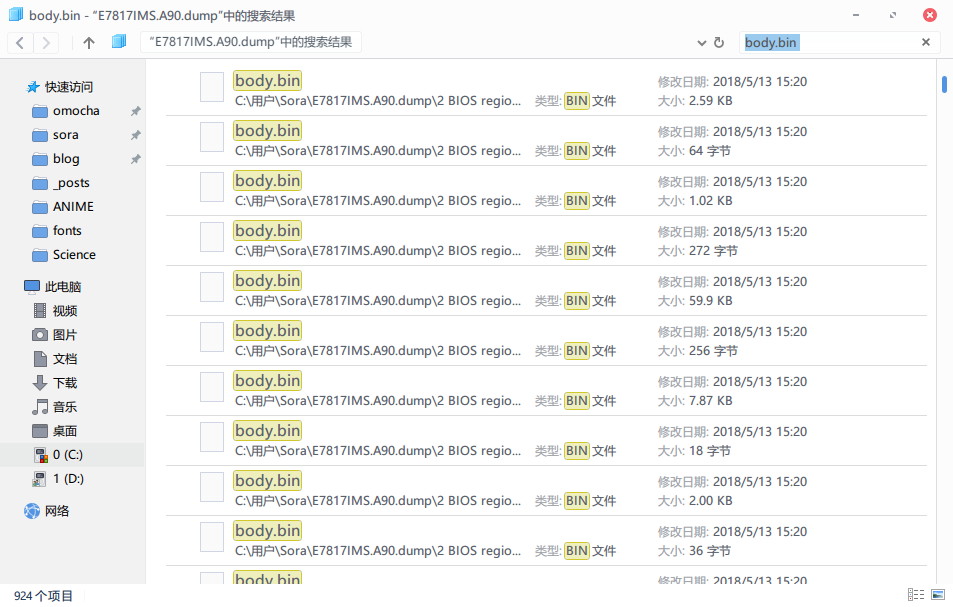 body.bin - “E7817IMS.A90.dump”中的搜索结果
“E7817IMS.A90.dump”中的搜索结果
body.bin
快速访问
omocha
sora
blog
_posts
ANIME
fonts
Science
此电脑
视频
图片
文档
下载
音乐
桌面
0 (C:)
1 (D:)
网络
body.bin 修改日期: 2018/5/13 15:20
C:\用户\Sora\E7817IMS.A90.dump\2 BIOS regio... 类型: BIN 文件 大小: 2.59 KB
body.bin 修改日期: 2018/5/13 15:20
C:\用户\Sora\E7817IMS.A90.dump\2 BIOS regio... 类型: BIN 文件 大小: 64 字节
body.bin 修改日期: 2018/5/13 15:20
C:\用户\Sora\E7817IMS.A90.dump\2 BIOS regio... 类型: BIN 文件 大小: 1.02 KB
body.bin 修改日期: 2018/5/13 15:20
C:\用户\Sora\E7817IMS.A90.dump\2 BIOS regio... 类型: BIN 文件 大小: 272 字节
body.bin 修改日期: 2018/5/13 15:20
C:\用户\Sora\E7817IMS.A90.dump\2 BIOS regio... 类型: BIN 文件 大小: 59.9 KB
body.bin 修改日期: 2018/5/13 15:20
C:\用户\Sora\E7817IMS.A90.dump\2 BIOS regio... 类型: BIN 文件 大小: 256 字节
body.bin 修改日期: 2018/5/13 15:20
C:\用户\Sora\E7817IMS.A90.dump\2 BIOS regio... 类型: BIN 文件 大小: 7.87 KB
body.bin 修改日期: 2018/5/13 15:20
C:\用户\Sora\E7817IMS.A90.dump\2 BIOS regio... 类型: BIN 文件 大小: 18 字节
body.bin 修改日期: 2018/5/13 15:20
C:\用户\Sora\E7817IMS.A90.dump\2 BIOS regio... 类型: BIN 文件 大小: 2.00 KB
body.bin 修改日期: 2018/5/13 15:20
C:\用户\Sora\E7817IMS.A90.dump\2 BIOS regio... 类型: BIN 文件 大小: 36 字节
body.bin 修改日期: 2018/5/13 15:20
924 个项目